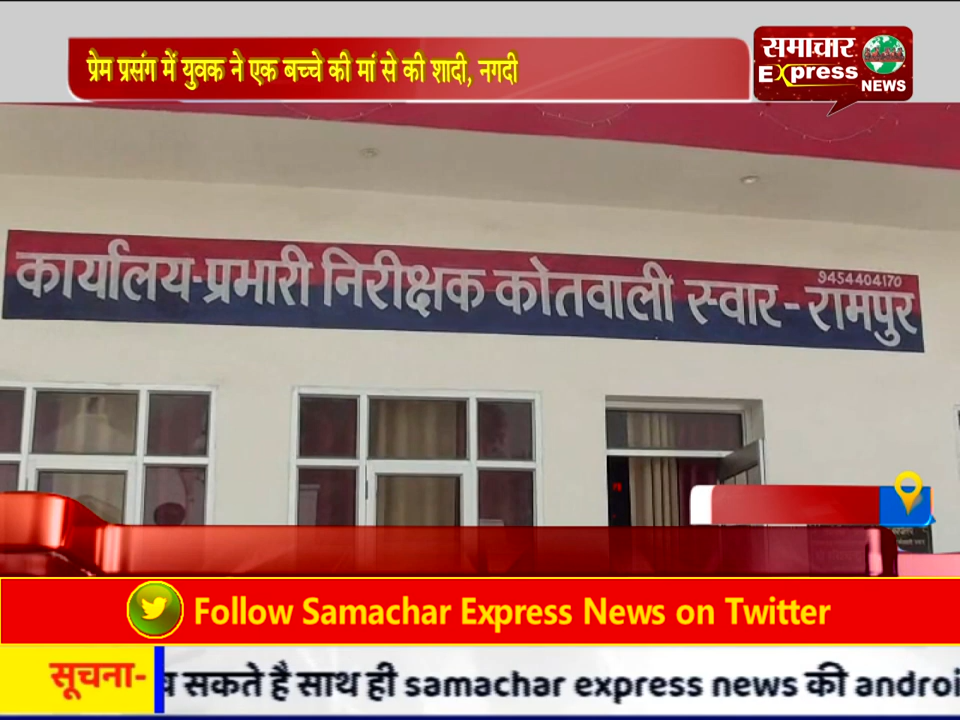 प्रेम प्रसंग में युवक ने एक बच्चे की मां से की शादी, नगदी
समाचार
Express
NEWS
9454404170
कार्यालय-प्रभारी निरीक्षक कोतवाली स्वार-रामपुर
Follow Samachar Express News on Twitter
सूचना- सकते है साथ ही samachar express news की androi